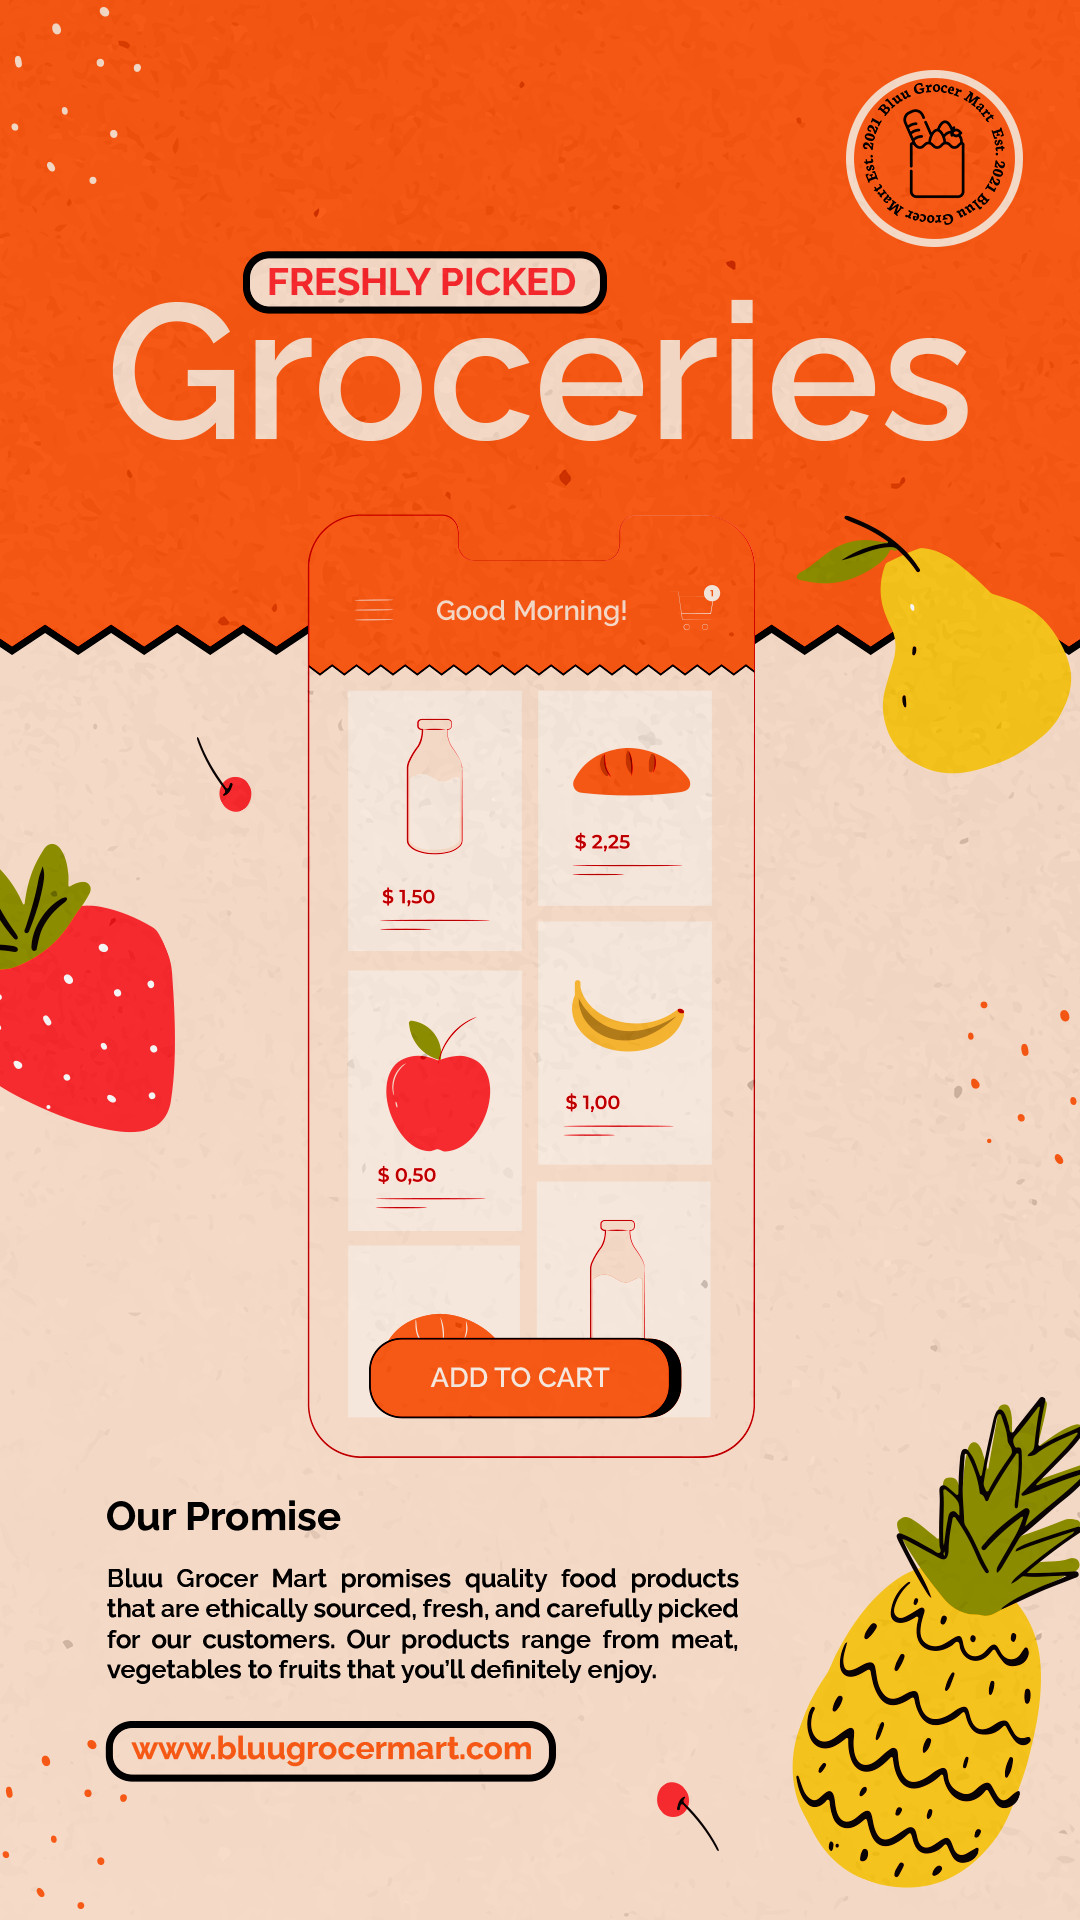 Bluu Grocer Mart Est. 2021 Bluu Grocer Mart Est. 2021
FRESHLY PICKED
Groceries
Good Morning!
1
$ 1,50
$ 2,25
$ 0,50
$ 1,00
ADD TO CART
Our Promise
Bluu Grocer Mart promises quality food products
that are ethically sourced, fresh, and carefully picked
for our customers. Our products range from meat,
vegetables to fruits that you'll definitely enjoy.
www.bluugrocermart.com